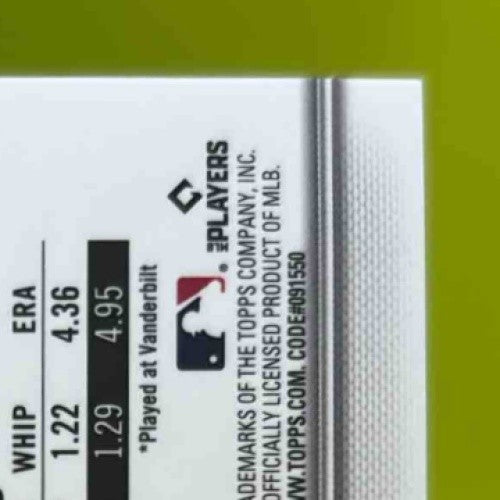 WHIP ERA
1.22 4.36
1.29 4.95
*Played at Vanderbilt
PLAYERS
ADEMARKS OF THE TOPPS COMPANY, INC.
OFFICIALLY LICENSED PRODUCT OF MLB.
WW.TOPPS.COM. CODE#091550